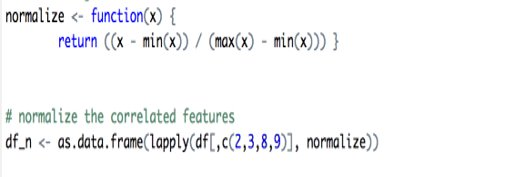 normalize <- function(x) {
return ((x - min(x)) / (max(x) - min(x))) }
# normalize the correlated features
df_n <- as.data.frame(lapply(df[,c(2,3,8,9)], normalize))